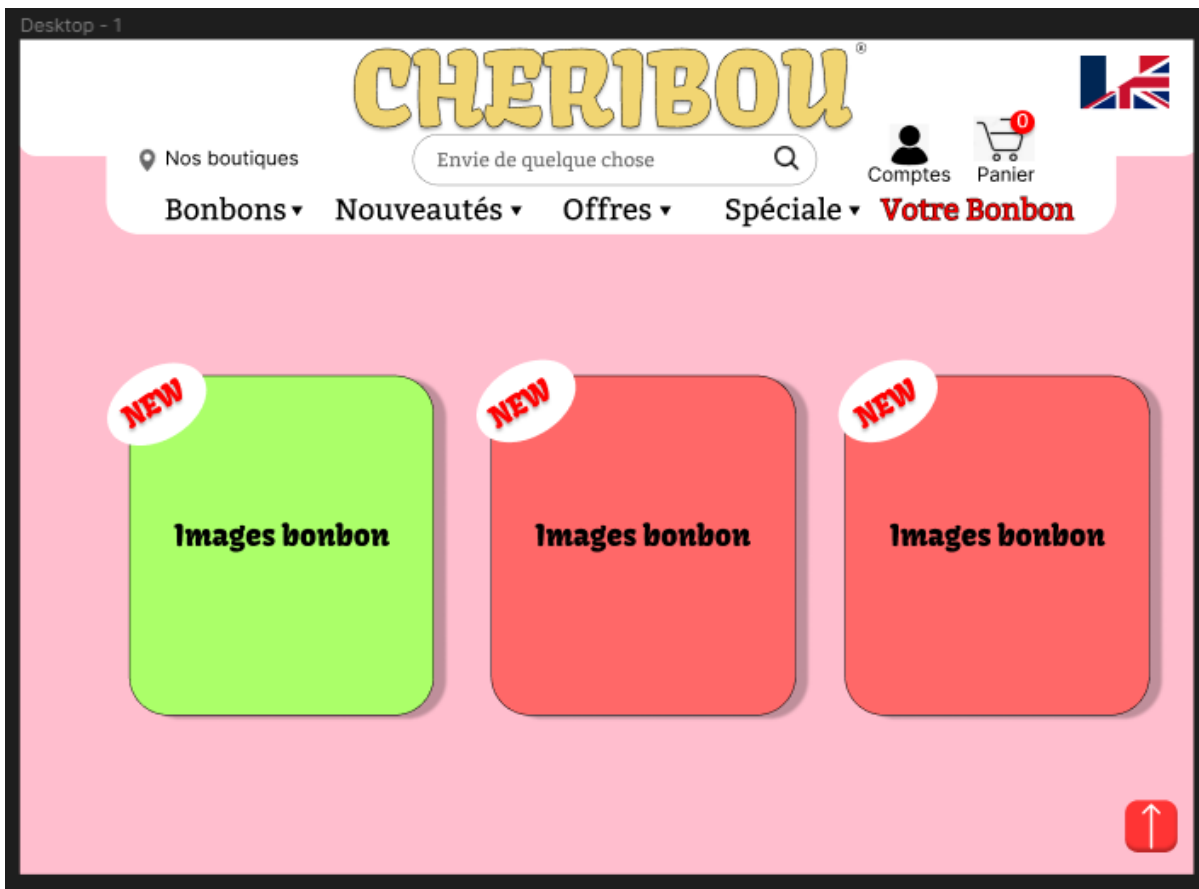 Desktop - 1
CHERIBOU®
Nos boutiques
Envie de quelque chose
Comptes
0
Panier
Bonbons ▾ Nouveautés ▾ Offres ▾ Spéciale ▾ Votre Bonbon
NEW
NEW
NEW
Images bonbon
Images bonbon
Images bonbon